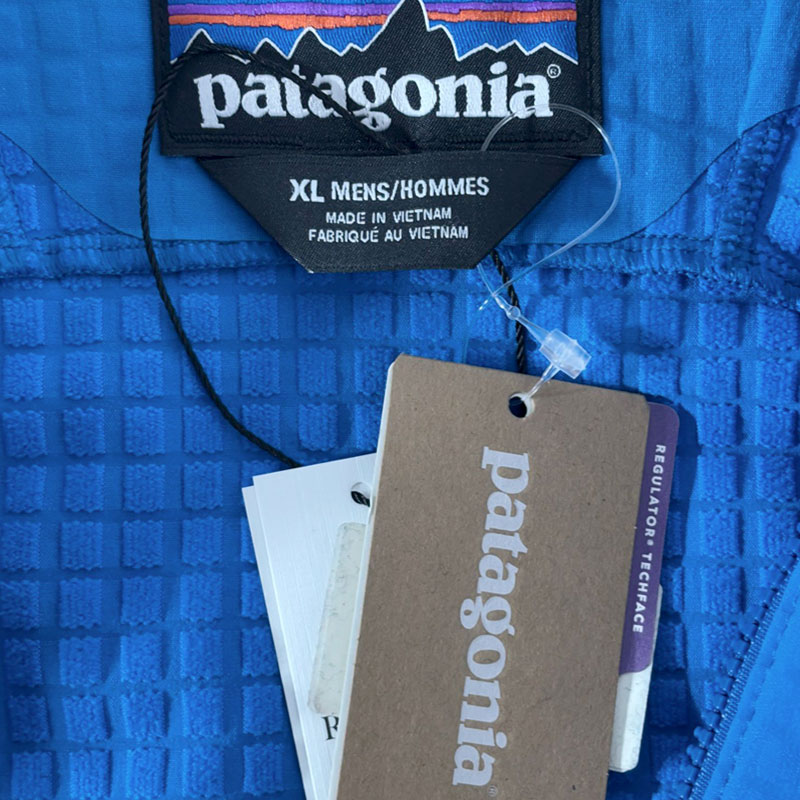 patagonia®
XL MENS/HOMMES
MADE IN VIETNAM
FABRIQUÉ AU VIETNAM
patagonia®
REGULATOR® TECHFACE
R